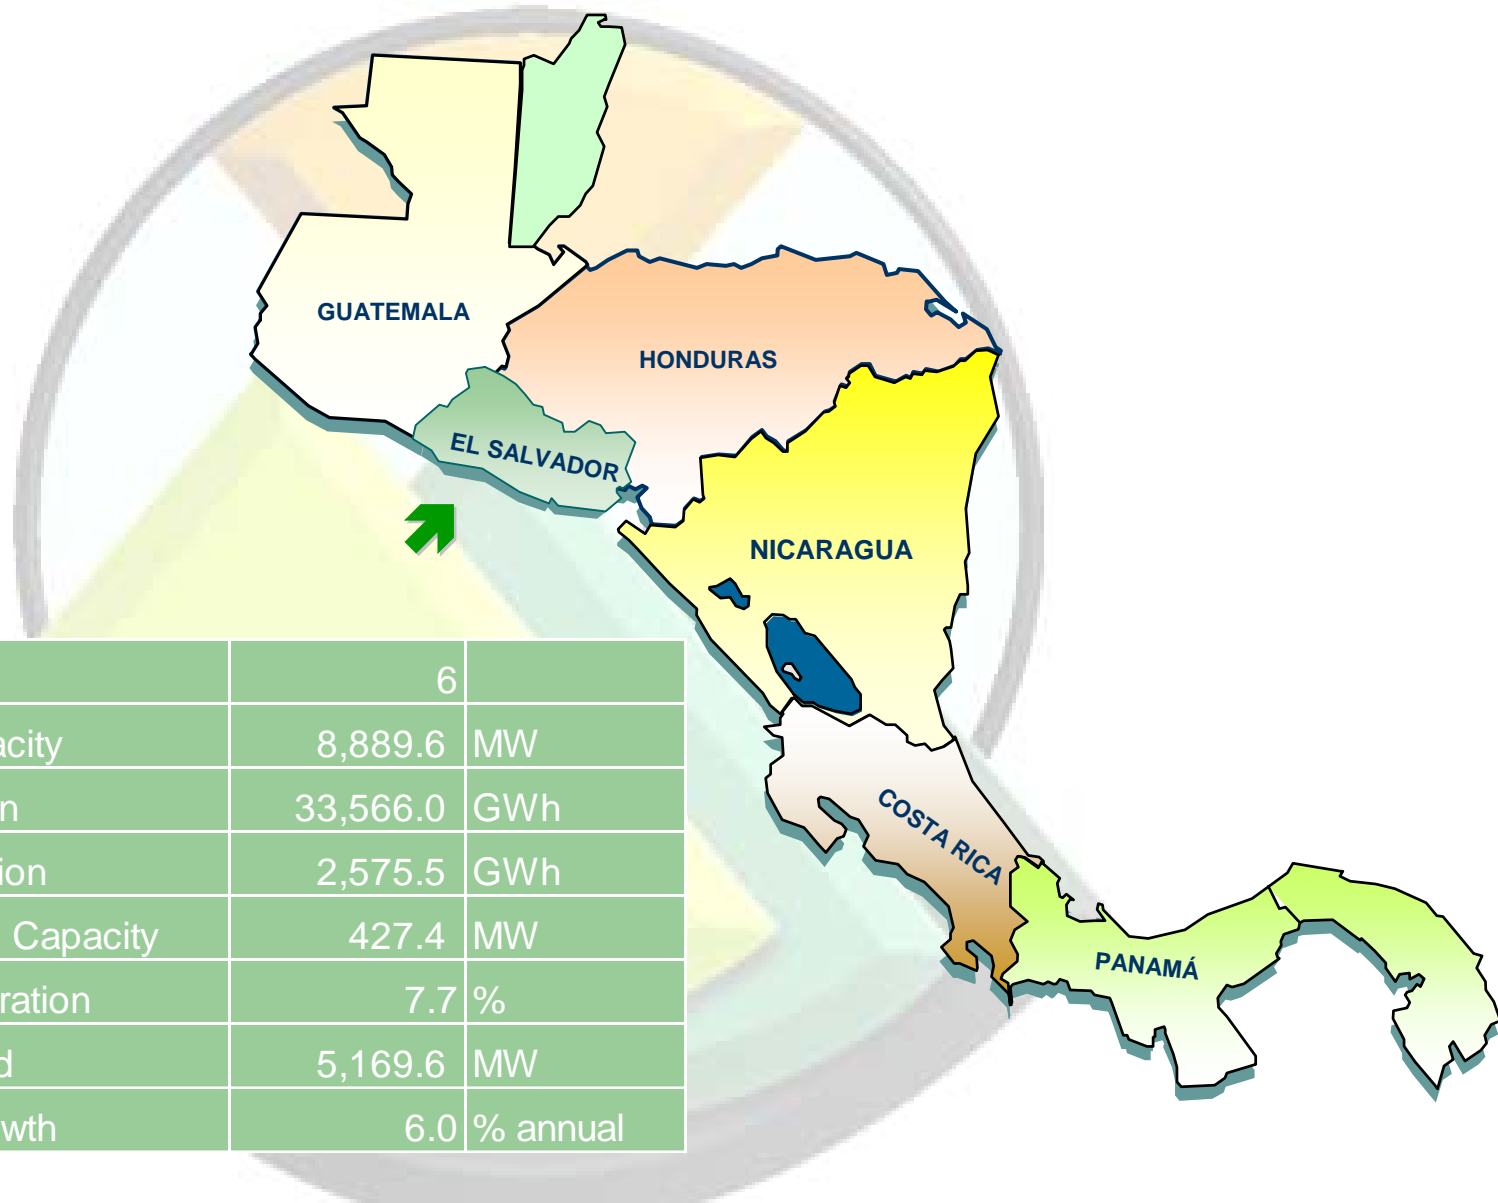 GUATEMALA
HONDURAS
EL SALVADOR
NICARAGUA
COSTA RICA
PANAMÁ
6
acity 8,889.6 MW
n 33,566.0 GWh
ion 2,575.5 GWh
Capacity 427.4 MW
ration 7.7 %
d 5,169.6 MW
wth 6.0 % annual